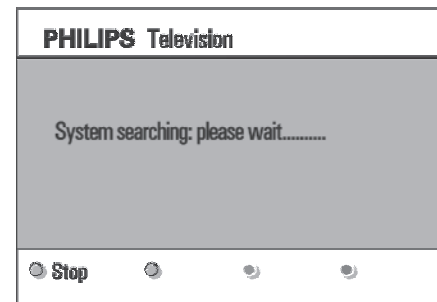 PHILIPS Television
System searching: please wait..........
Stop